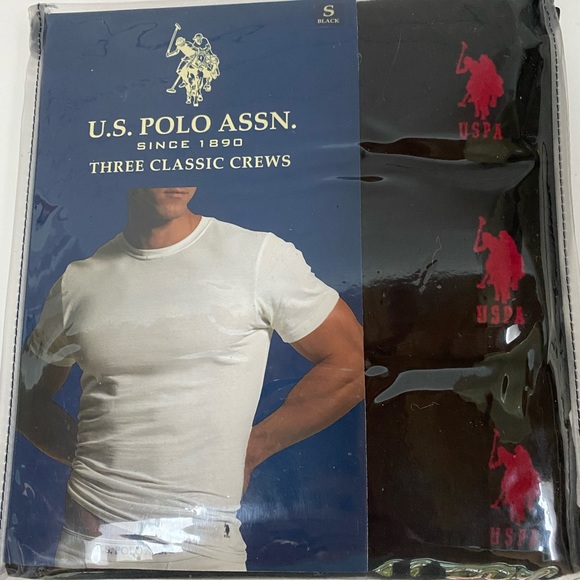 S
BLACK
U.S. POLO ASSN.
SINCE 1890
THREE CLASSIC CREWS
USPA
USPA
USPA